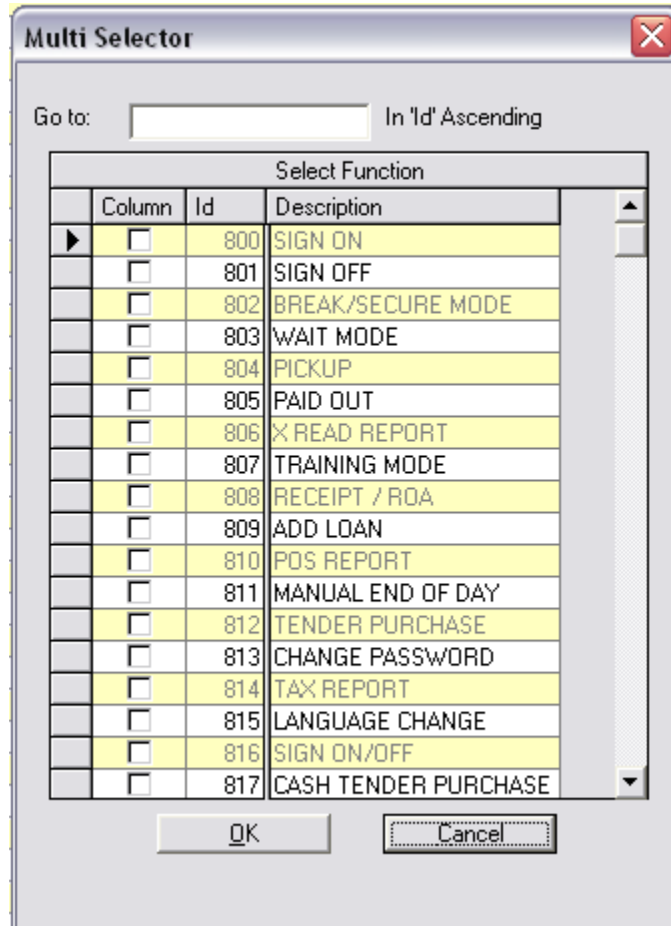 Multi Selector
Go to: In 'Id' Ascending
Select Function
Column Id Description
800 SIGN ON
801 SIGN OFF
802 BREAK/SECURE MODE
803 WAIT MODE
804 PICKUP
805 PAID OUT
806 X READ REPORT
807 TRAINING MODE
808 RECEIPT / ROA
809 ADD LOAN
810 POS REPORT
811 MANUAL END OF DAY
812 TENDER PURCHASE
813 CHANGE PASSWORD
814 TAX REPORT
815 LANGUAGE CHANGE
816 SIGN ON/OFF
817 CASH TENDER PURCHASE
OK Cancel